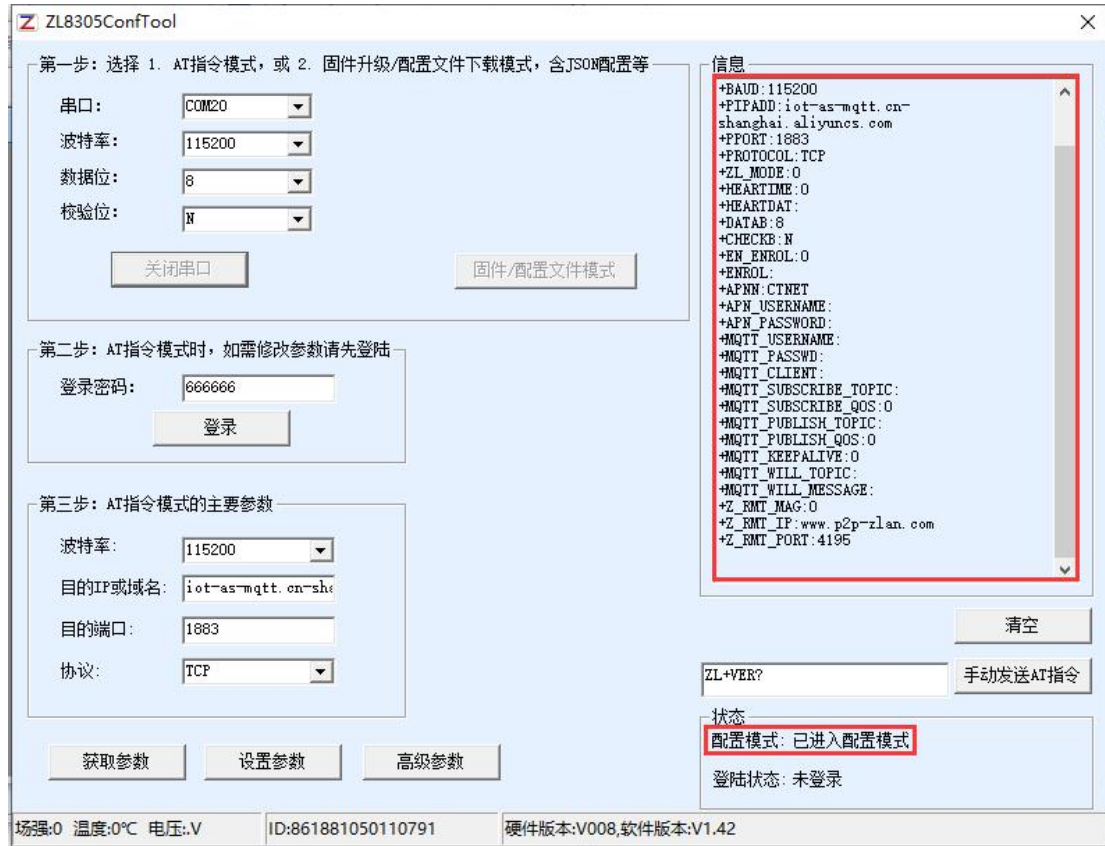 ZL8305ConfTool
第一步：选择 1. AT指令模式，或 2. 固件升级/配置文件下载模式，含JSON配置等
串口：
COM20
波特率：
115200
数据位：
8
校验位：
N
关闭串口
固件/配置文件模式
第二步：AT指令模式时，如需修改参数请先登陆
登录密码：
666666
登录
第三步：AT指令模式的主要参数
波特率:
115200
目的IP或域名:
iot-as-mqtt.cn-sha
目的端口:
1883
协议:
TCP
获取参数
设置参数
高级参数
信息
+BAUD:115200
+PIPADD:iot-as-mqtt.cn-
shanghai.aliyuncs.com
+PPORT:1883
+PROTOCOL:TCP
+ZL_MODE:0
+HEARTIME:0
+HEARTDAT:
+DATAB:8
+CHECKB:N
+EN_ENROL:0
+ENROL:
+APNN:CTNET
+APN_USERNAME:
+APN_PASSWORD:
+MQTT_USERNAME:
+MQTT_PASSWD:
+MQTT_CLIENT:
+MQTT_SUBSCRIBE_TOPIC:
+MQTT_SUBSCRIBE_QOS:0
+MQTT_PUBLISH_TOPIC:
+MQTT_PUBLISH_QOS:0
+MQTT_KEEPALIVE:0
+MQTT_WILL_TOPIC:
+MQTT_WILL_MESSAGE:
+Z_RMT_MAG:0
+Z_RMT_IP:www.p2p-zlan.com
+Z_RMT_PORT:4195
清空
ZL+VER?
手动发送AT指令
状态
配置模式：已进入配置模式
登陆状态：未登录
场强:0 温度:0℃ 电压:.V
ID:861881050110791
硬件版本:V008,软件版本:V1.42